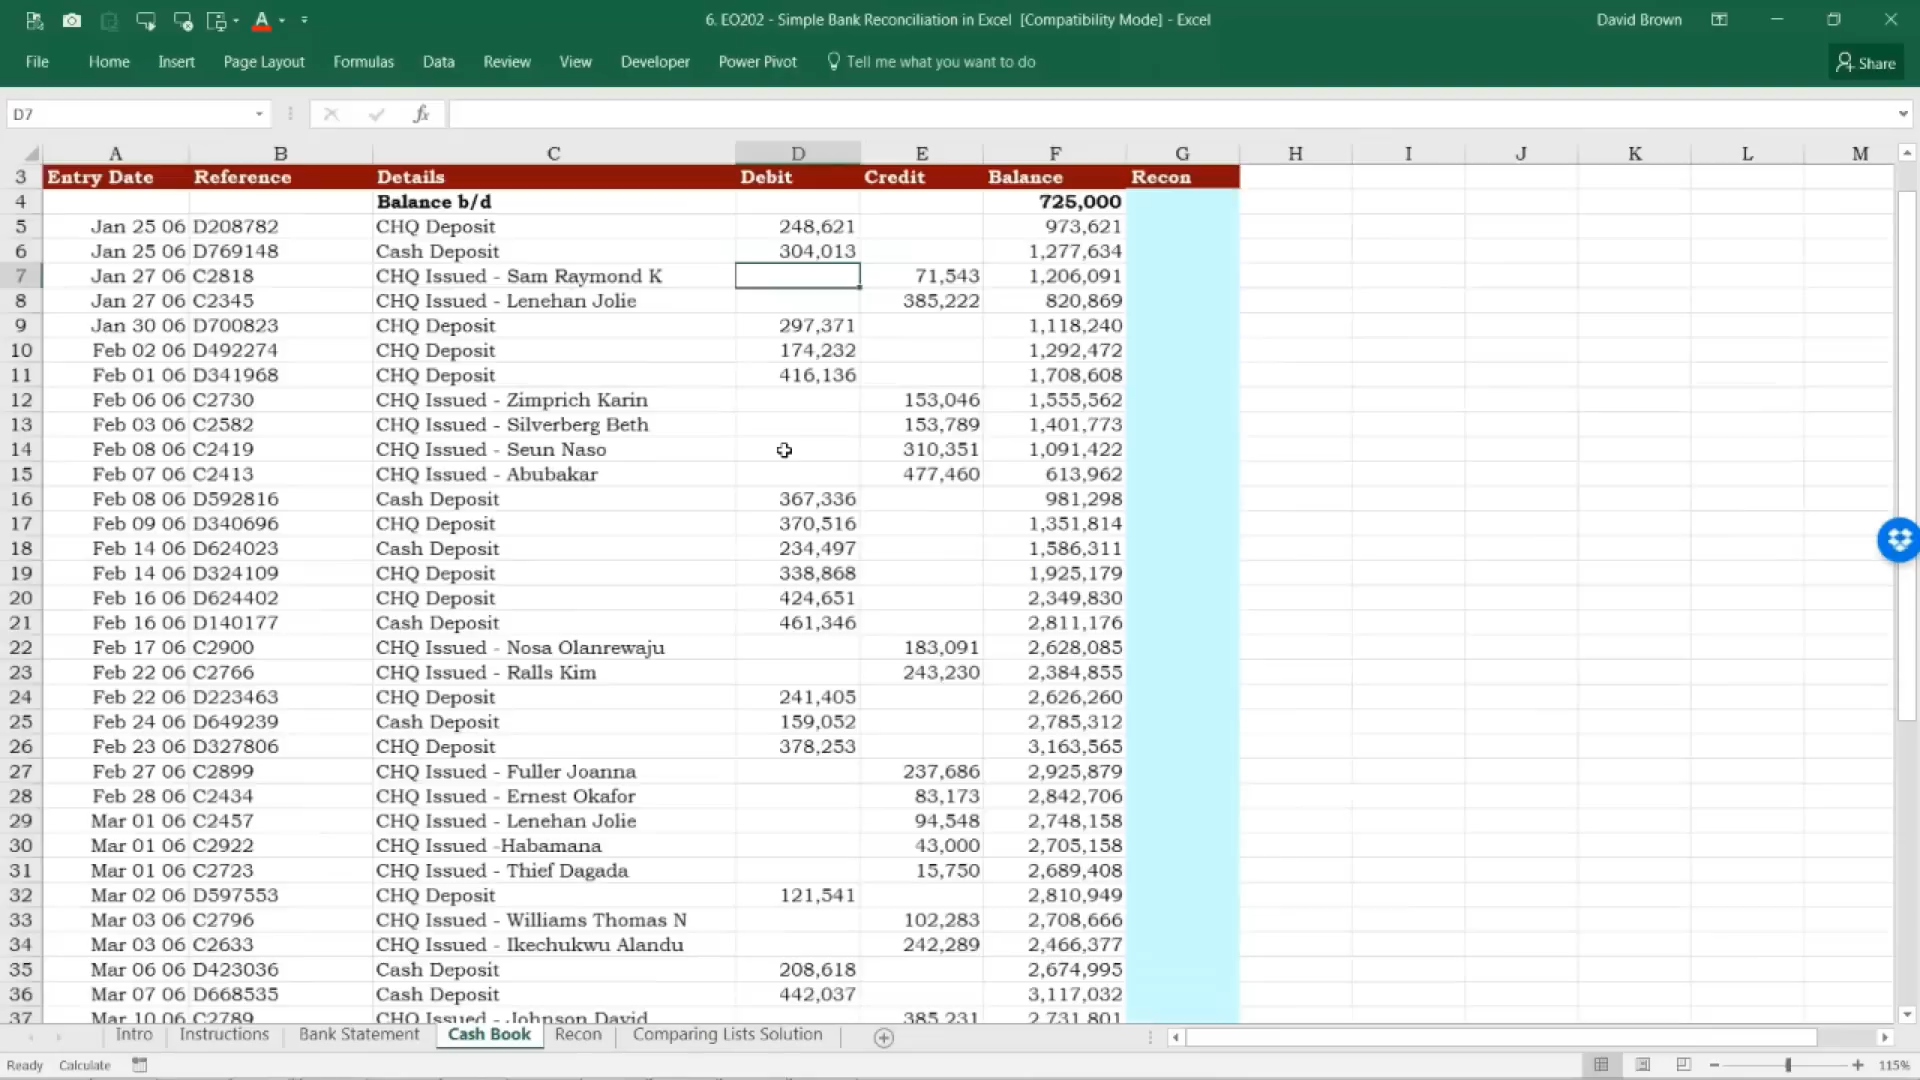 6. EO202 - Simple Bank Reconciliation in Excel [Compatibility Mode] - Excel
David Brown
File Home Insert Page Layout Formulas Data Review View Developer Power Pivot Tell me what you want to do Share
D7 fx
A B C D E F G H I J K L M
3 Entry Date Reference Details Debit Credit Balance Recon
4 Balance b/d 725,000
5 Jan 25 06 D208782 CHQ Deposit 248,621 973,621
6 Jan 25 06 D769148 Cash Deposit 304,013 1,277,634
7 Jan 27 06 C2818 CHQ Issued - Sam Raymond K 71,543 1,206,091
8 Jan 27 06 C2345 CHQ Issued - Lenehan Jolie 385,222 820,869
9 Jan 30 06 D700823 CHQ Deposit 297,371 1,118,240
10 Feb 02 06 D492274 CHQ Deposit 174,232 1,292,472
11 Feb 01 06 D341968 CHQ Deposit 416,136 1,708,608
12 Feb 06 06 C2730 CHQ Issued - Zimprich Karin 153,046 1,555,562
13 Feb 03 06 C2582 CHQ Issued - Silverberg Beth 153,789 1,401,773
14 Feb 08 06 C2419 CHQ Issued - Seun Naso 310,351 1,091,422
15 Feb 07 06 C2413 CHQ Issued - Abubakar 477,460 613,962
16 Feb 08 06 D592816 Cash Deposit 367,336 981,298
17 Feb 09 06 D340696 CHQ Deposit 370,516 1,351,814
18 Feb 14 06 D624023 Cash Deposit 234,497 1,586,311
19 Feb 14 06 D324109 CHQ Deposit 338,868 1,925,179
20 Feb 16 06 D624402 CHQ Deposit 424,651 2,349,830
21 Feb 16 06 D140177 Cash Deposit 461,346 2,811,176
22 Feb 17 06 C2900 CHQ Issued - Nosa Olanrewaju 183,091 2,628,085
23 Feb 22 06 C2766 CHQ Issued - Ralls Kim 243,230 2,384,855
24 Feb 22 06 D223463 CHQ Deposit 241,405 2,626,260
25 Feb 24 06 D649239 Cash Deposit 159,052 2,785,312
26 Feb 23 06 D327806 CHQ Deposit 378,253 3,163,565
27 Feb 27 06 C2899 CHQ Issued - Fuller Joanna 237,686 2,925,879
28 Feb 28 06 C2434 CHQ Issued - Ernest Okafor 83,173 2,842,706
29 Mar 01 06 C2457 CHQ Issued - Lenehan Jolie 94,548 2,748,158
30 Mar 01 06 C2922 CHQ Issued -Habamana 43,000 2,705,158
31 Mar 01 06 C2723 CHQ Issued - Thief Dagada 15,750 2,689,408
32 Mar 02 06 D597553 CHQ Deposit 121,541 2,810,949
33 Mar 03 06 C2796 CHQ Issued - Williams Thomas N 102,283 2,708,666
34 Mar 03 06 C2633 CHQ Issued - Ikechukwu Alandu 242,289 2,466,377
35 Mar 06 06 D423036 Cash Deposit 208,618 2,674,995
36 Mar 07 06 D668535 Cash Deposit 442,037 3,117,032
37 Mar 10 06 C2789 CHQ Issued - Johnson David 385,231 2,731,801
Intro Instructions Bank Statement Cash Book Recon Comparing Lists Solution
Ready Calculate 115%